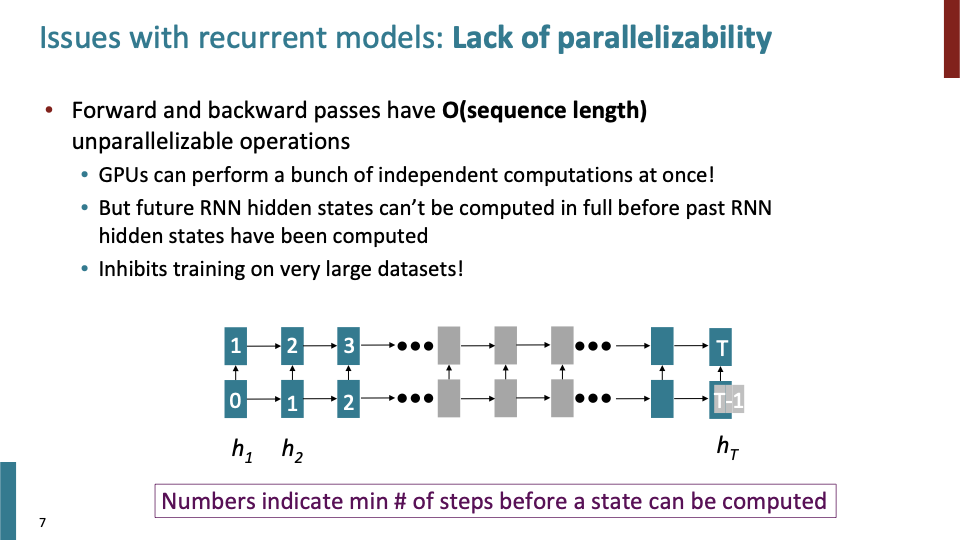 Issues with recurrent models: Lack of parallelizability
• Forward and backward passes have O(sequence length)
unparallelizable operations
• GPUs can perform a bunch of independent computations at once!
• But future RNN hidden states can’t be computed in full before past RNN
hidden states have been computed
• Inhibits training on very large datasets!
1 2 3 ••• ••• T
0 1 2 ••• ••• T-1
h1 h2 hT
Numbers indicate min # of steps before a state can be computed
7